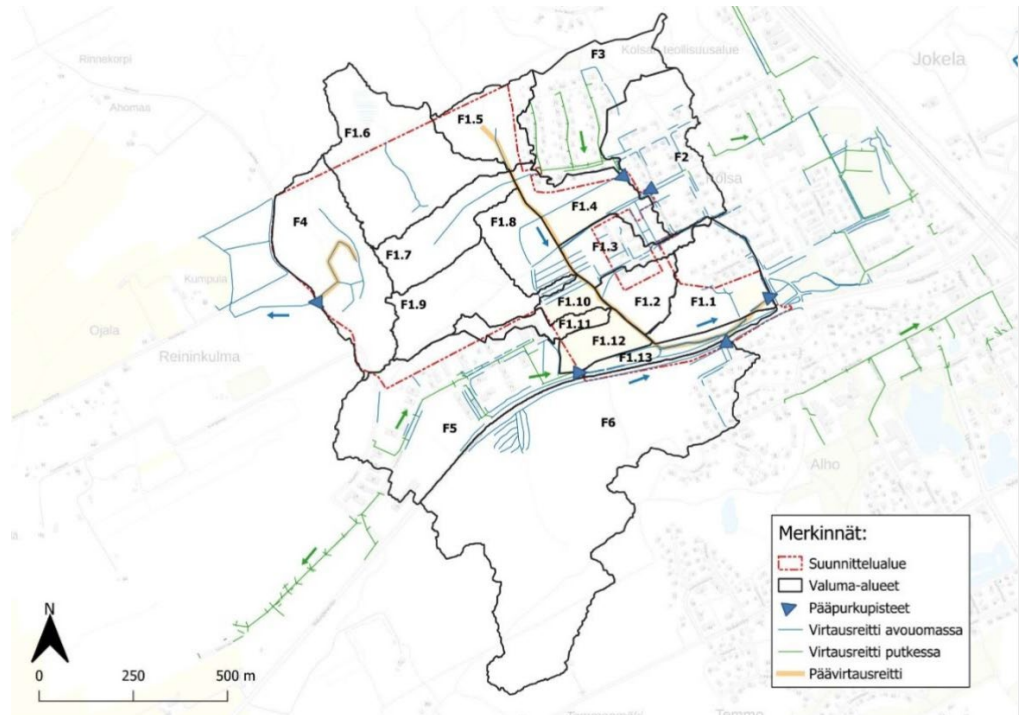 Rinnekorpi
F3
Kolsan teollisuusalue
Jokela
Ahomaa
F1.5
F1.6
F2
Kolsa
F4
F1.8
F1.4
F1.3
F1.7
Kumpula
F1.9
F1.10
F1.2
F1.1
F1.11
Ojala
F1.12
Reininkulma
F1.13
F5
F6
Alho
Merkinnät:
Suunnittelualue
Valuma-alueet
Pääpurkupisteet
Virtausreitti avouomassa
Virtausreitti putkessa
Päävirtausreitti
N
0 250 500 m